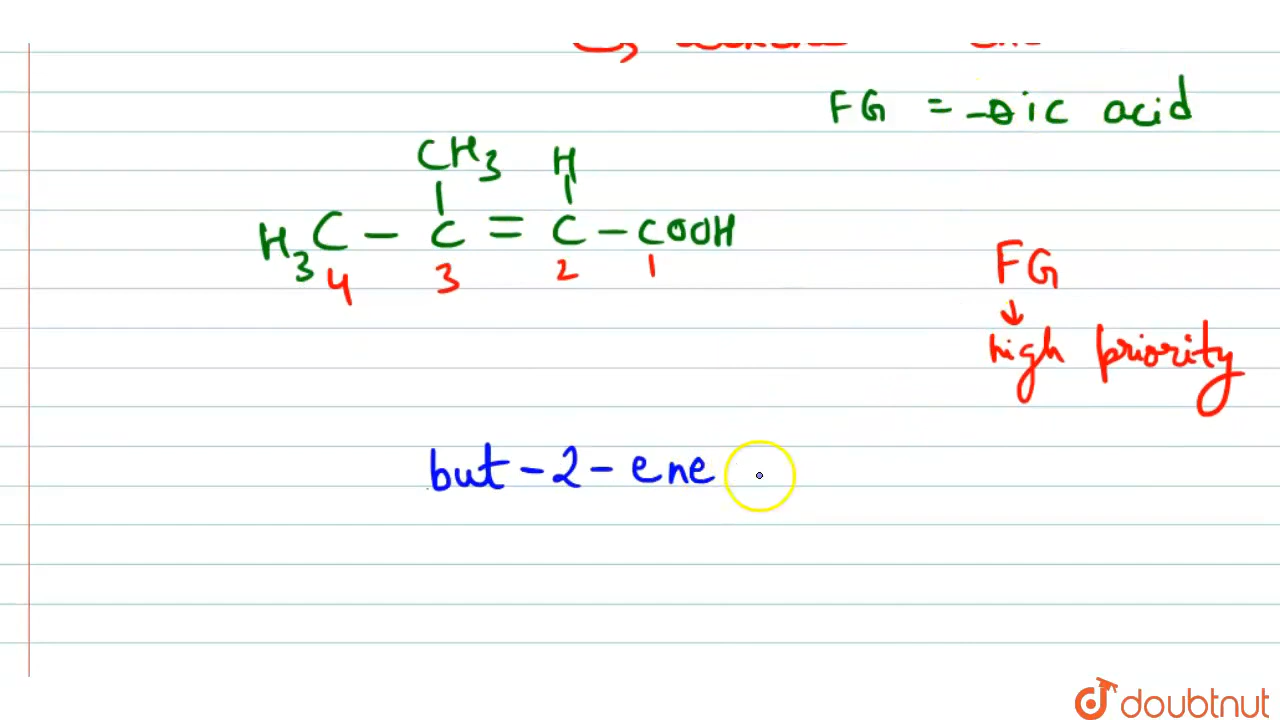 FG = -oic acid
CH3 H
H3C - C = C - COOH
4 3 2 1
FG
↓
high priority
but-2-ene
doubtnut